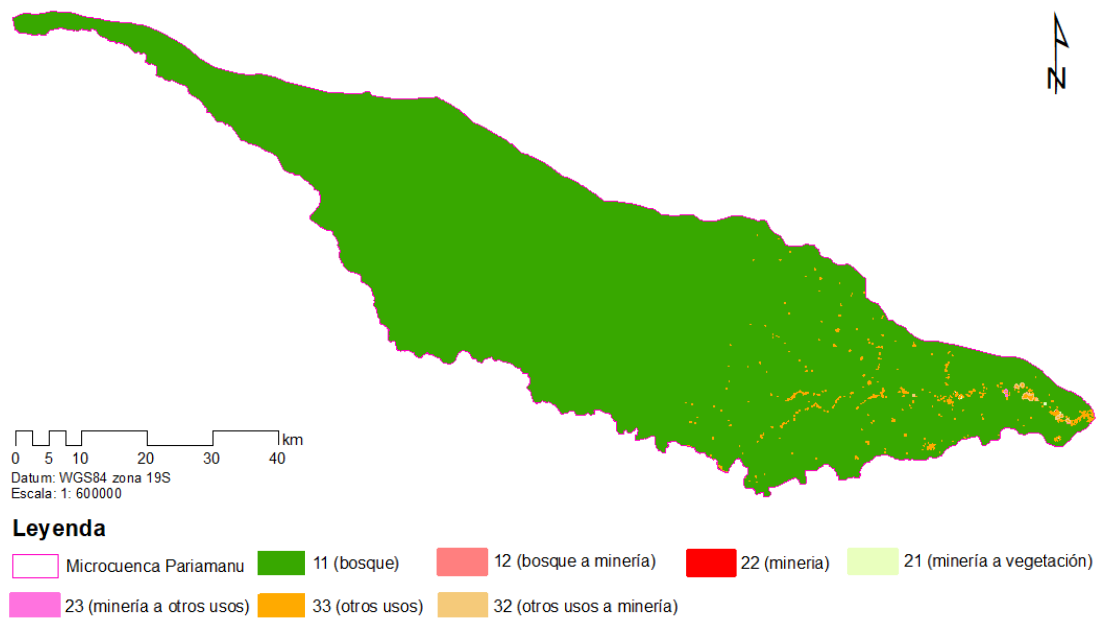 N
km
0 5 10 20 30 40
Datum: WGS84 zona 19S
Escala: 1: 600000
Leyenda
Microcuenca Pariamanu 11 (bosque) 12 (bosque a minería) 22 (mineria) 21 (minería a vegetación)
23 (minería a otros usos) 33 (otros usos) 32 (otros usos a minería)